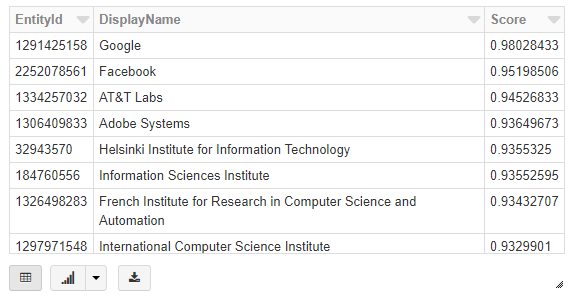 EntityId DisplayName Score
1291425158 Google 0.98028433
2252078561 Facebook 0.95198506
1334257032 AT&T Labs 0.94526833
1306409833 Adobe Systems 0.93649673
32943570 Helsinki Institute for Information Technology 0.9355325
184760556 Information Sciences Institute 0.93552595
1326498283 French Institute for Research in Computer Science and 0.93432707
Automation
1297971548 International Computer Science Institute 0.9329901